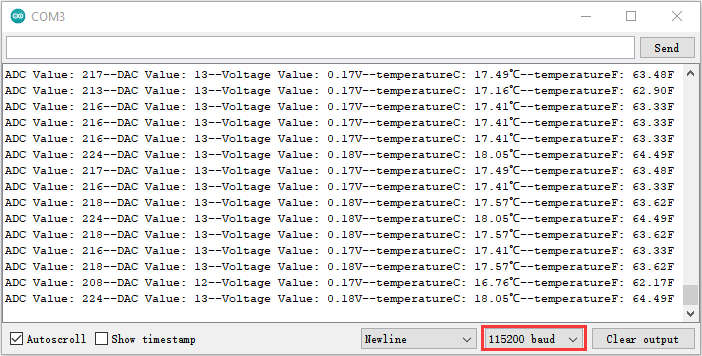 COM3
Send
ADC Value: 217--DAC Value: 13--Voltage Value: 0.17V--temperatureC: 17.49℃--temperatureF: 63.48F
ADC Value: 213--DAC Value: 13--Voltage Value: 0.17V--temperatureC: 17.16℃--temperatureF: 62.90F
ADC Value: 216--DAC Value: 13--Voltage Value: 0.17V--temperatureC: 17.41℃--temperatureF: 63.33F
ADC Value: 216--DAC Value: 13--Voltage Value: 0.17V--temperatureC: 17.41℃--temperatureF: 63.33F
ADC Value: 216--DAC Value: 13--Voltage Value: 0.17V--temperatureC: 17.41℃--temperatureF: 63.33F
ADC Value: 224--DAC Value: 13--Voltage Value: 0.18V--temperatureC: 18.05℃--temperatureF: 64.49F
ADC Value: 217--DAC Value: 13--Voltage Value: 0.17V--temperatureC: 17.49℃--temperatureF: 63.48F
ADC Value: 216--DAC Value: 13--Voltage Value: 0.17V--temperatureC: 17.41℃--temperatureF: 63.33F
ADC Value: 218--DAC Value: 13--Voltage Value: 0.18V--temperatureC: 17.57℃--temperatureF: 63.62F
ADC Value: 224--DAC Value: 13--Voltage Value: 0.18V--temperatureC: 18.05℃--temperatureF: 64.49F
ADC Value: 218--DAC Value: 13--Voltage Value: 0.18V--temperatureC: 17.57℃--temperatureF: 63.62F
ADC Value: 216--DAC Value: 13--Voltage Value: 0.17V--temperatureC: 17.41℃--temperatureF: 63.33F
ADC Value: 218--DAC Value: 13--Voltage Value: 0.18V--temperatureC: 17.57℃--temperatureF: 63.62F
ADC Value: 208--DAC Value: 12--Voltage Value: 0.17V--temperatureC: 16.76℃--temperatureF: 62.17F
ADC Value: 224--DAC Value: 13--Voltage Value: 0.18V--temperatureC: 18.05℃--temperatureF: 64.49F
Autoscroll Show timestamp Newline 115200 baud Clear output